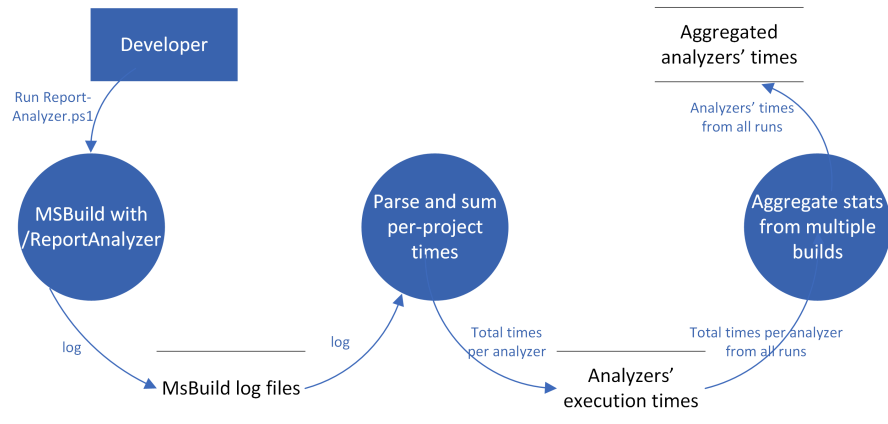 Developer
Aggregated
analyzers' times
Run Report-
Analyzer.ps1
Analyzers' times
from all runs
MSBuild with
/ReportAnalyzer
Parse and sum
per-project
times
Aggregate stats
from multiple
builds
log
log
Total times
per analyzer
Total times per analyzer
from all runs
MsBuild log files
Analyzers'
execution times